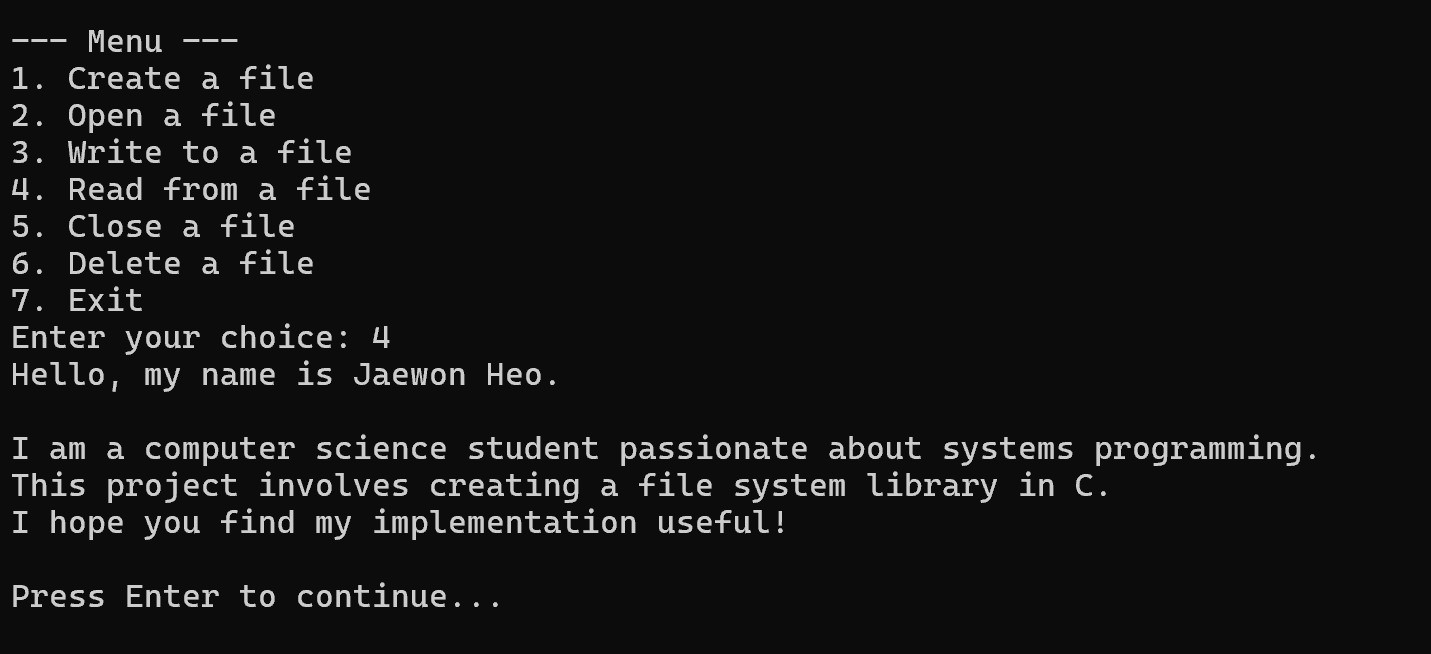 --- Menu ---
1. Create a file
2. Open a file
3. Write to a file
4. Read from a file
5. Close a file
6. Delete a file
7. Exit
Enter your choice: 4
Hello, my name is Jaewon Heo.
I am a computer science student passionate about systems programming.
This project involves creating a file system library in C.
I hope you find my implementation useful!
Press Enter to continue...